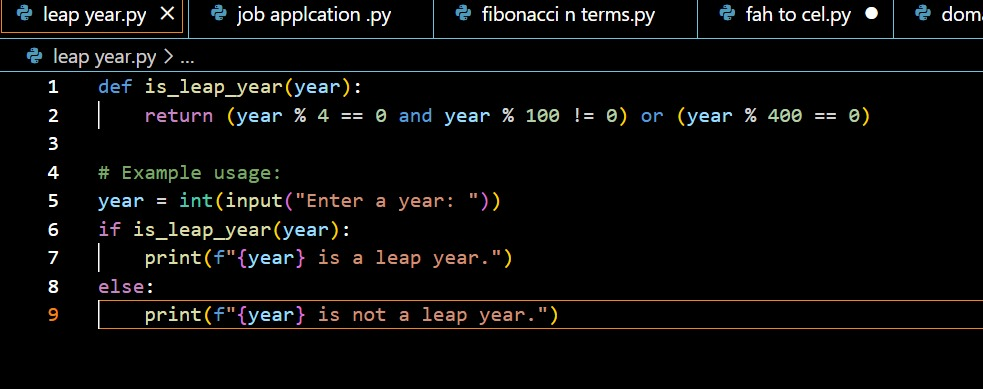 leap year.py
job applcation .py
fibonacci n terms.py
fah to cel.py
leap year.py > ...
1 def is_leap_year(year):
2     return (year % 4 == 0 and year % 100 != 0) or (year % 400 == 0)
3
4 # Example usage:
5 year = int(input("Enter a year: "))
6 if is_leap_year(year):
7     print(f"{year} is a leap year.")
8 else:
9     print(f"{year} is not a leap year.")